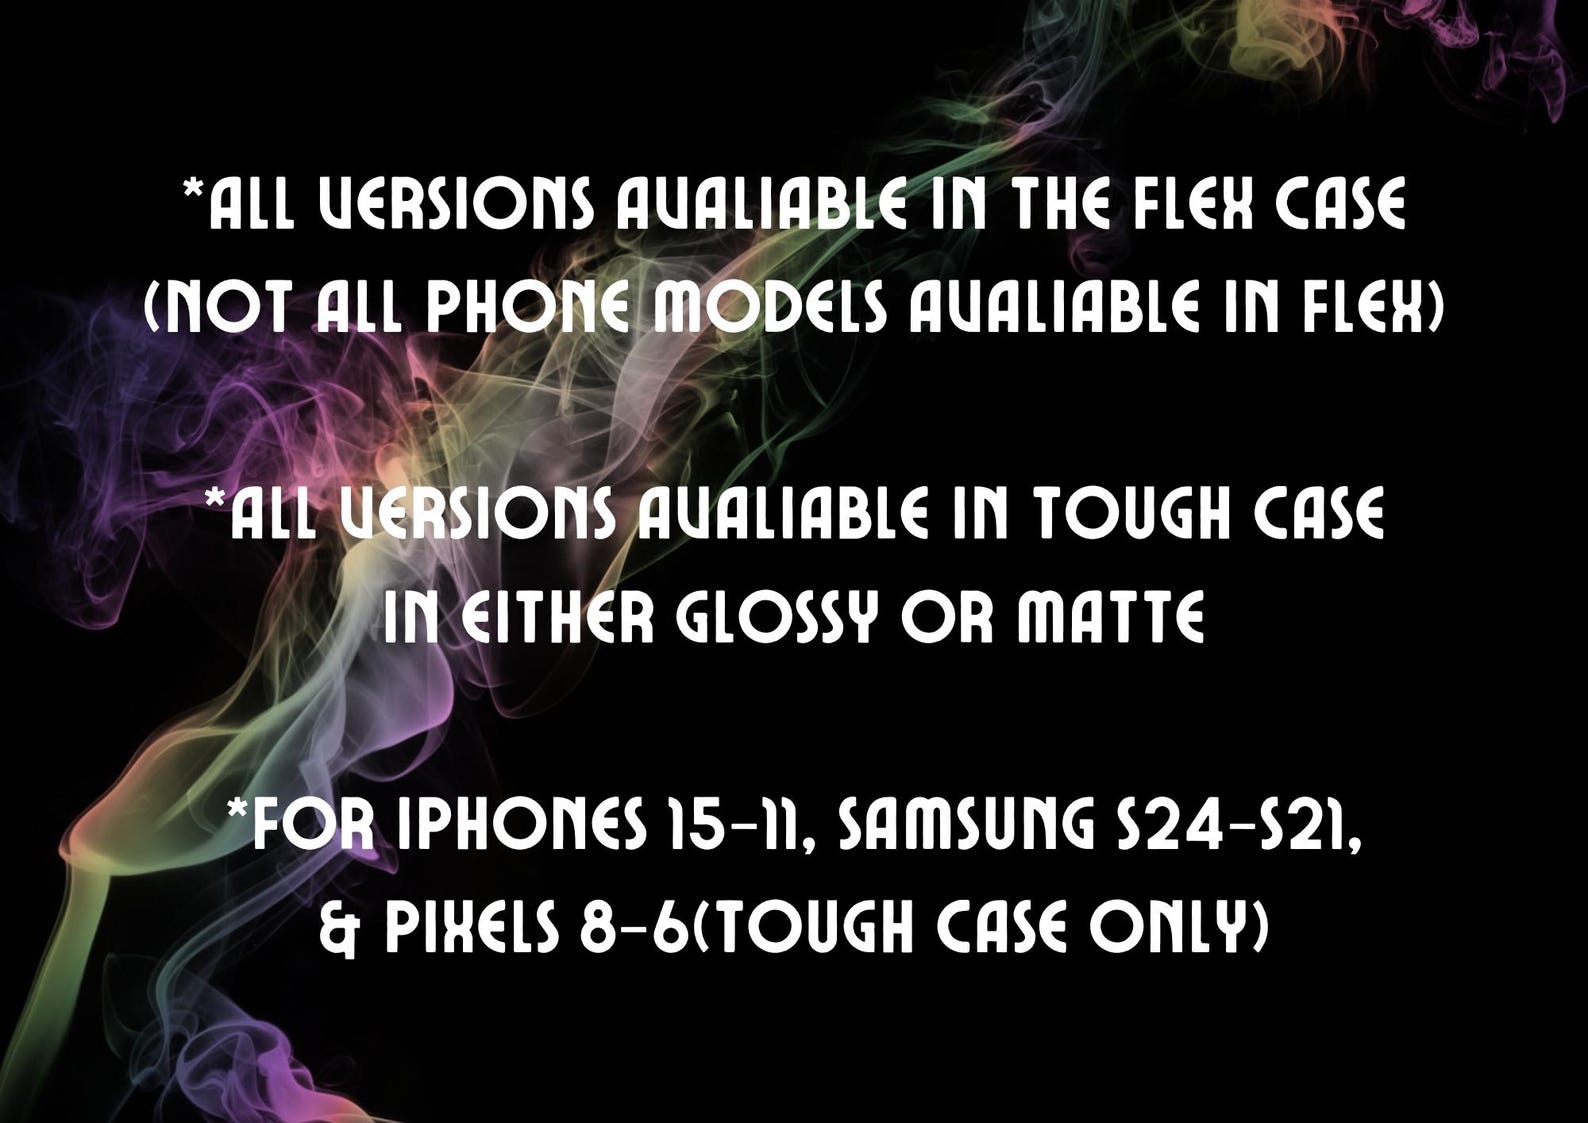 *ALL VERSIONS AVALIABLE IN THE FLEX CASE
(NOT ALL PHONE MODELS AVALIABLE IN FLEX)
*ALL VERSIONS AVALIABLE IN TOUGH CASE
IN EITHER GLOSSY OR MATTE
*FOR IPHONES 15-11, SAMSUNG S24-S21,
& PIXELS 8-6(TOUGH CASE ONLY)